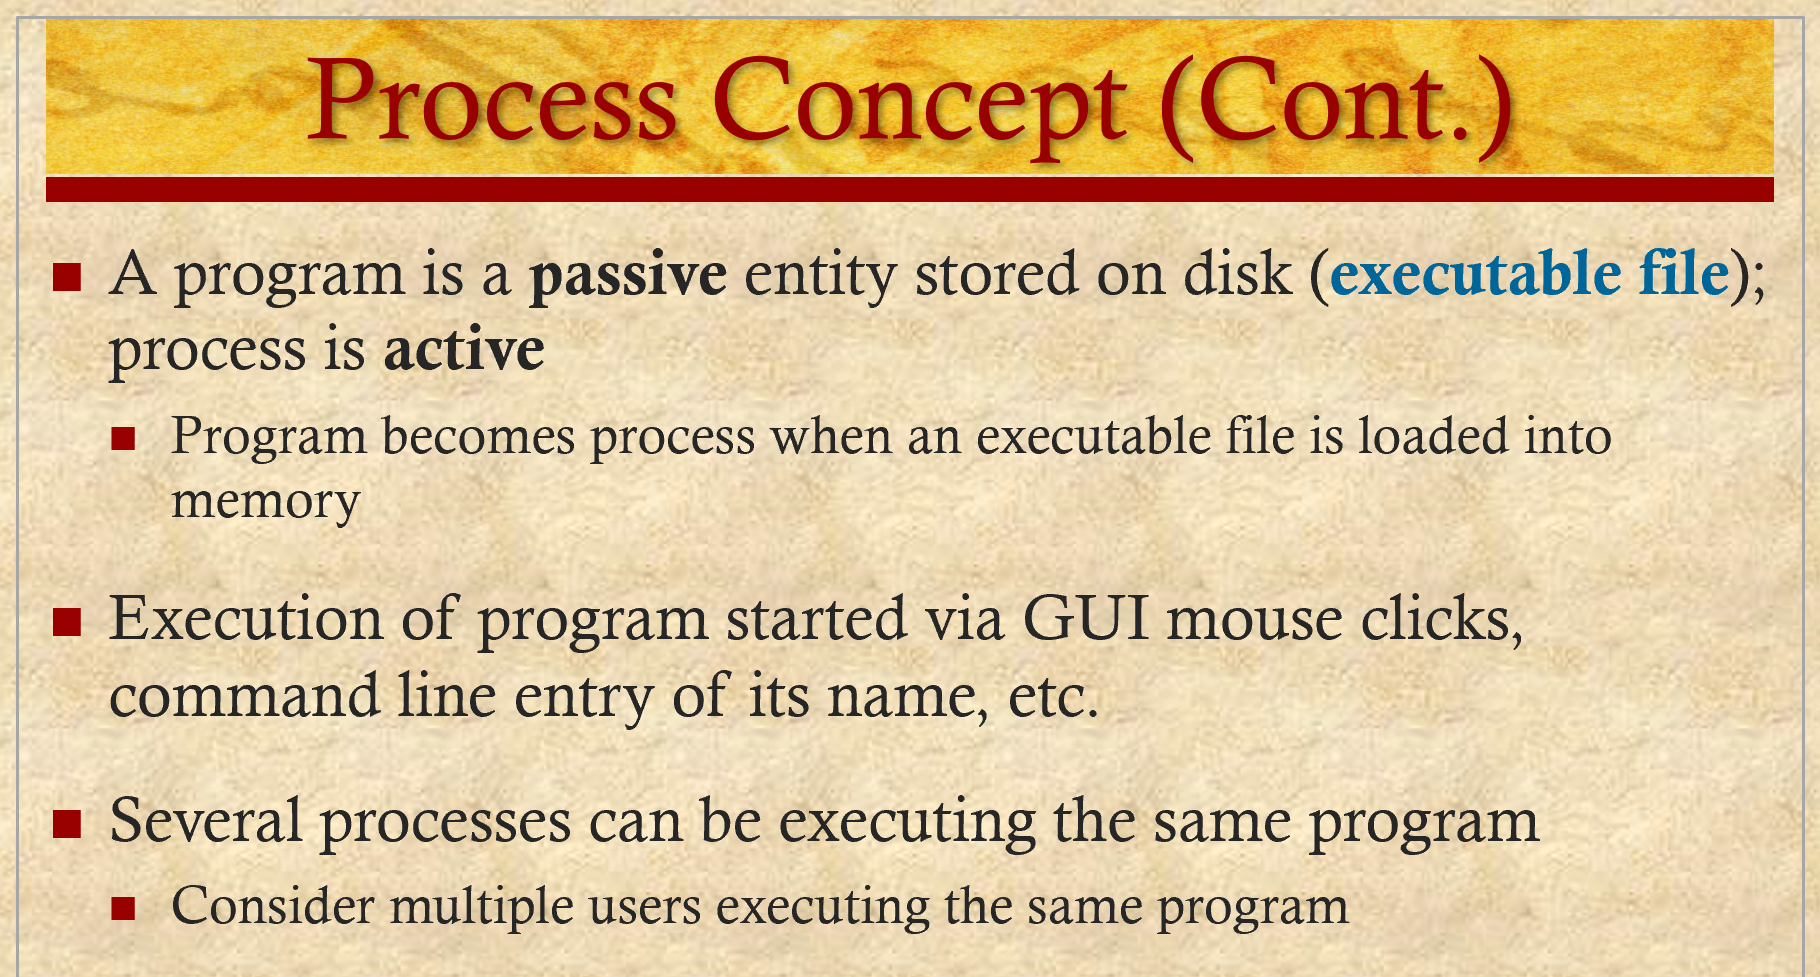 Process Concept (Cont.)
A program is a passive entity stored on disk (executable file);
process is active
Program becomes process when an executable file is loaded into
memory
Execution of program started via GUI mouse clicks,
command line entry of its name, etc.
Several processes can be executing the same program
Consider multiple users executing the same program